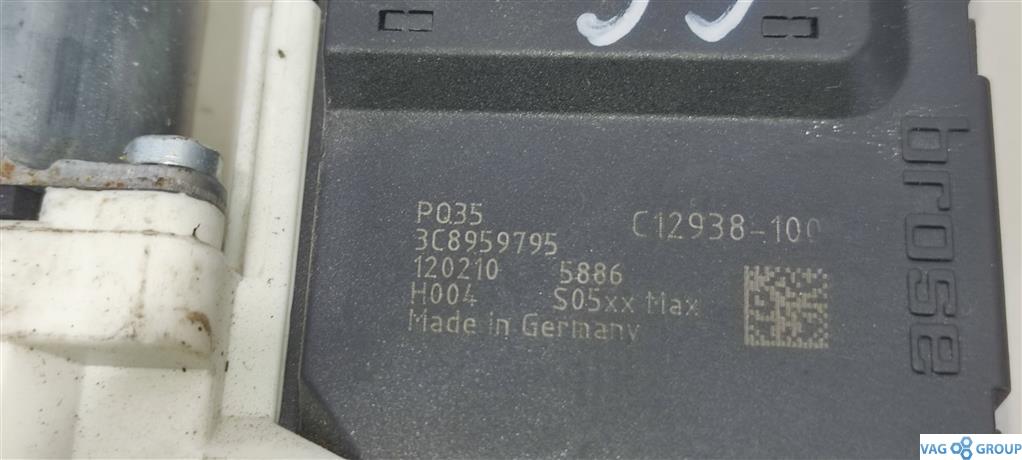 PQ35
3C8959795
120210 5886
H004 S05xx Max
Made in Germany
C12938-100
brose
VAG GROUP